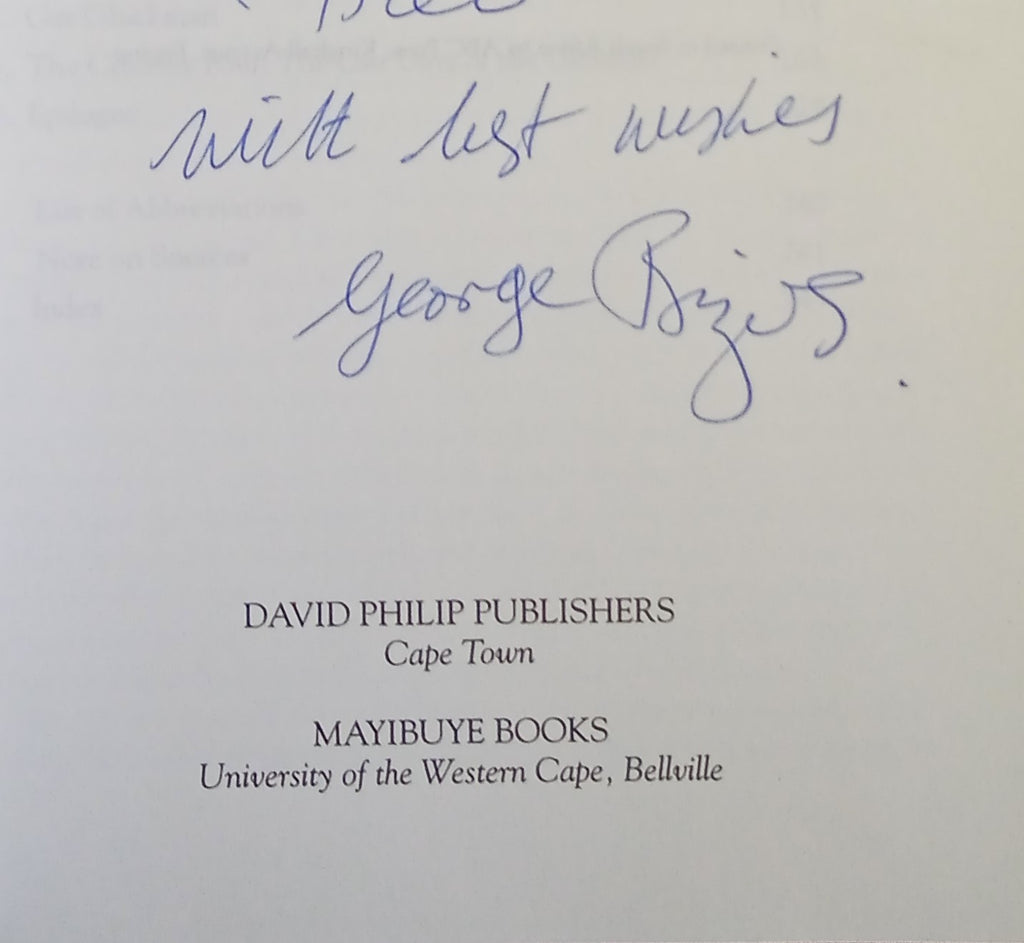 with best wishes
George Bizos
DAVID PHILIP PUBLISHERS
Cape Town
MAYIBUYE BOOKS
University of the Western Cape, Bellville